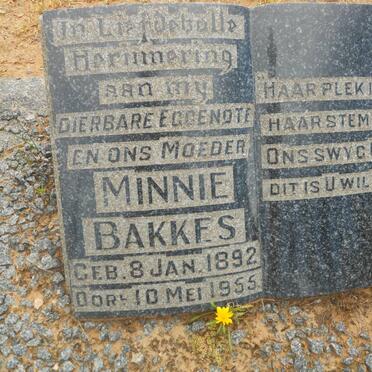 In Liefdevolle
Herinnering
aan my
DIERBARE EGGENOTE
EN ONS MOEDER
MINNIE
BAKKES
GEB. 8 JAN. 1892
OORL 10 MEI 1955
HAAR PLEK
HAAR STEM
ONS SWYG
DIT IS U WIL